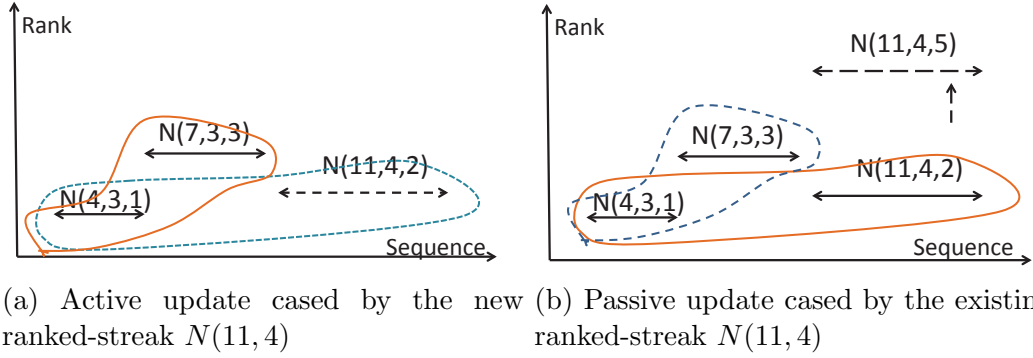 Rank
N(7,3,3)
N(11,4,2)
N(4,3,1)
Sequence
Rank
N(11,4,5)
N(7,3,3)
N(11,4,2)
N(4,3,1)
Sequence
(a) Active update cased by the new
ranked-streak N(11, 4)
(b) Passive update cased by the existin
ranked-streak N(11, 4)